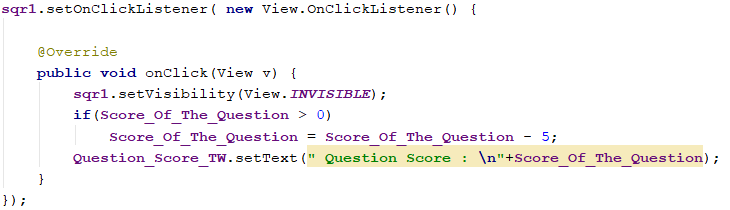 sqr1.setOnClickListener( new View.OnClickListener() {
@Override
public void onClick(View v) {
sqr1.setVisibility(View.INVISIBLE);
if(Score_Of_The_Question > 0)
Score_Of_The_Question = Score_Of_The_Question - 5;
Question_Score_TW.setText(" Question Score : \n"+Score_Of_The_Question);
}
});